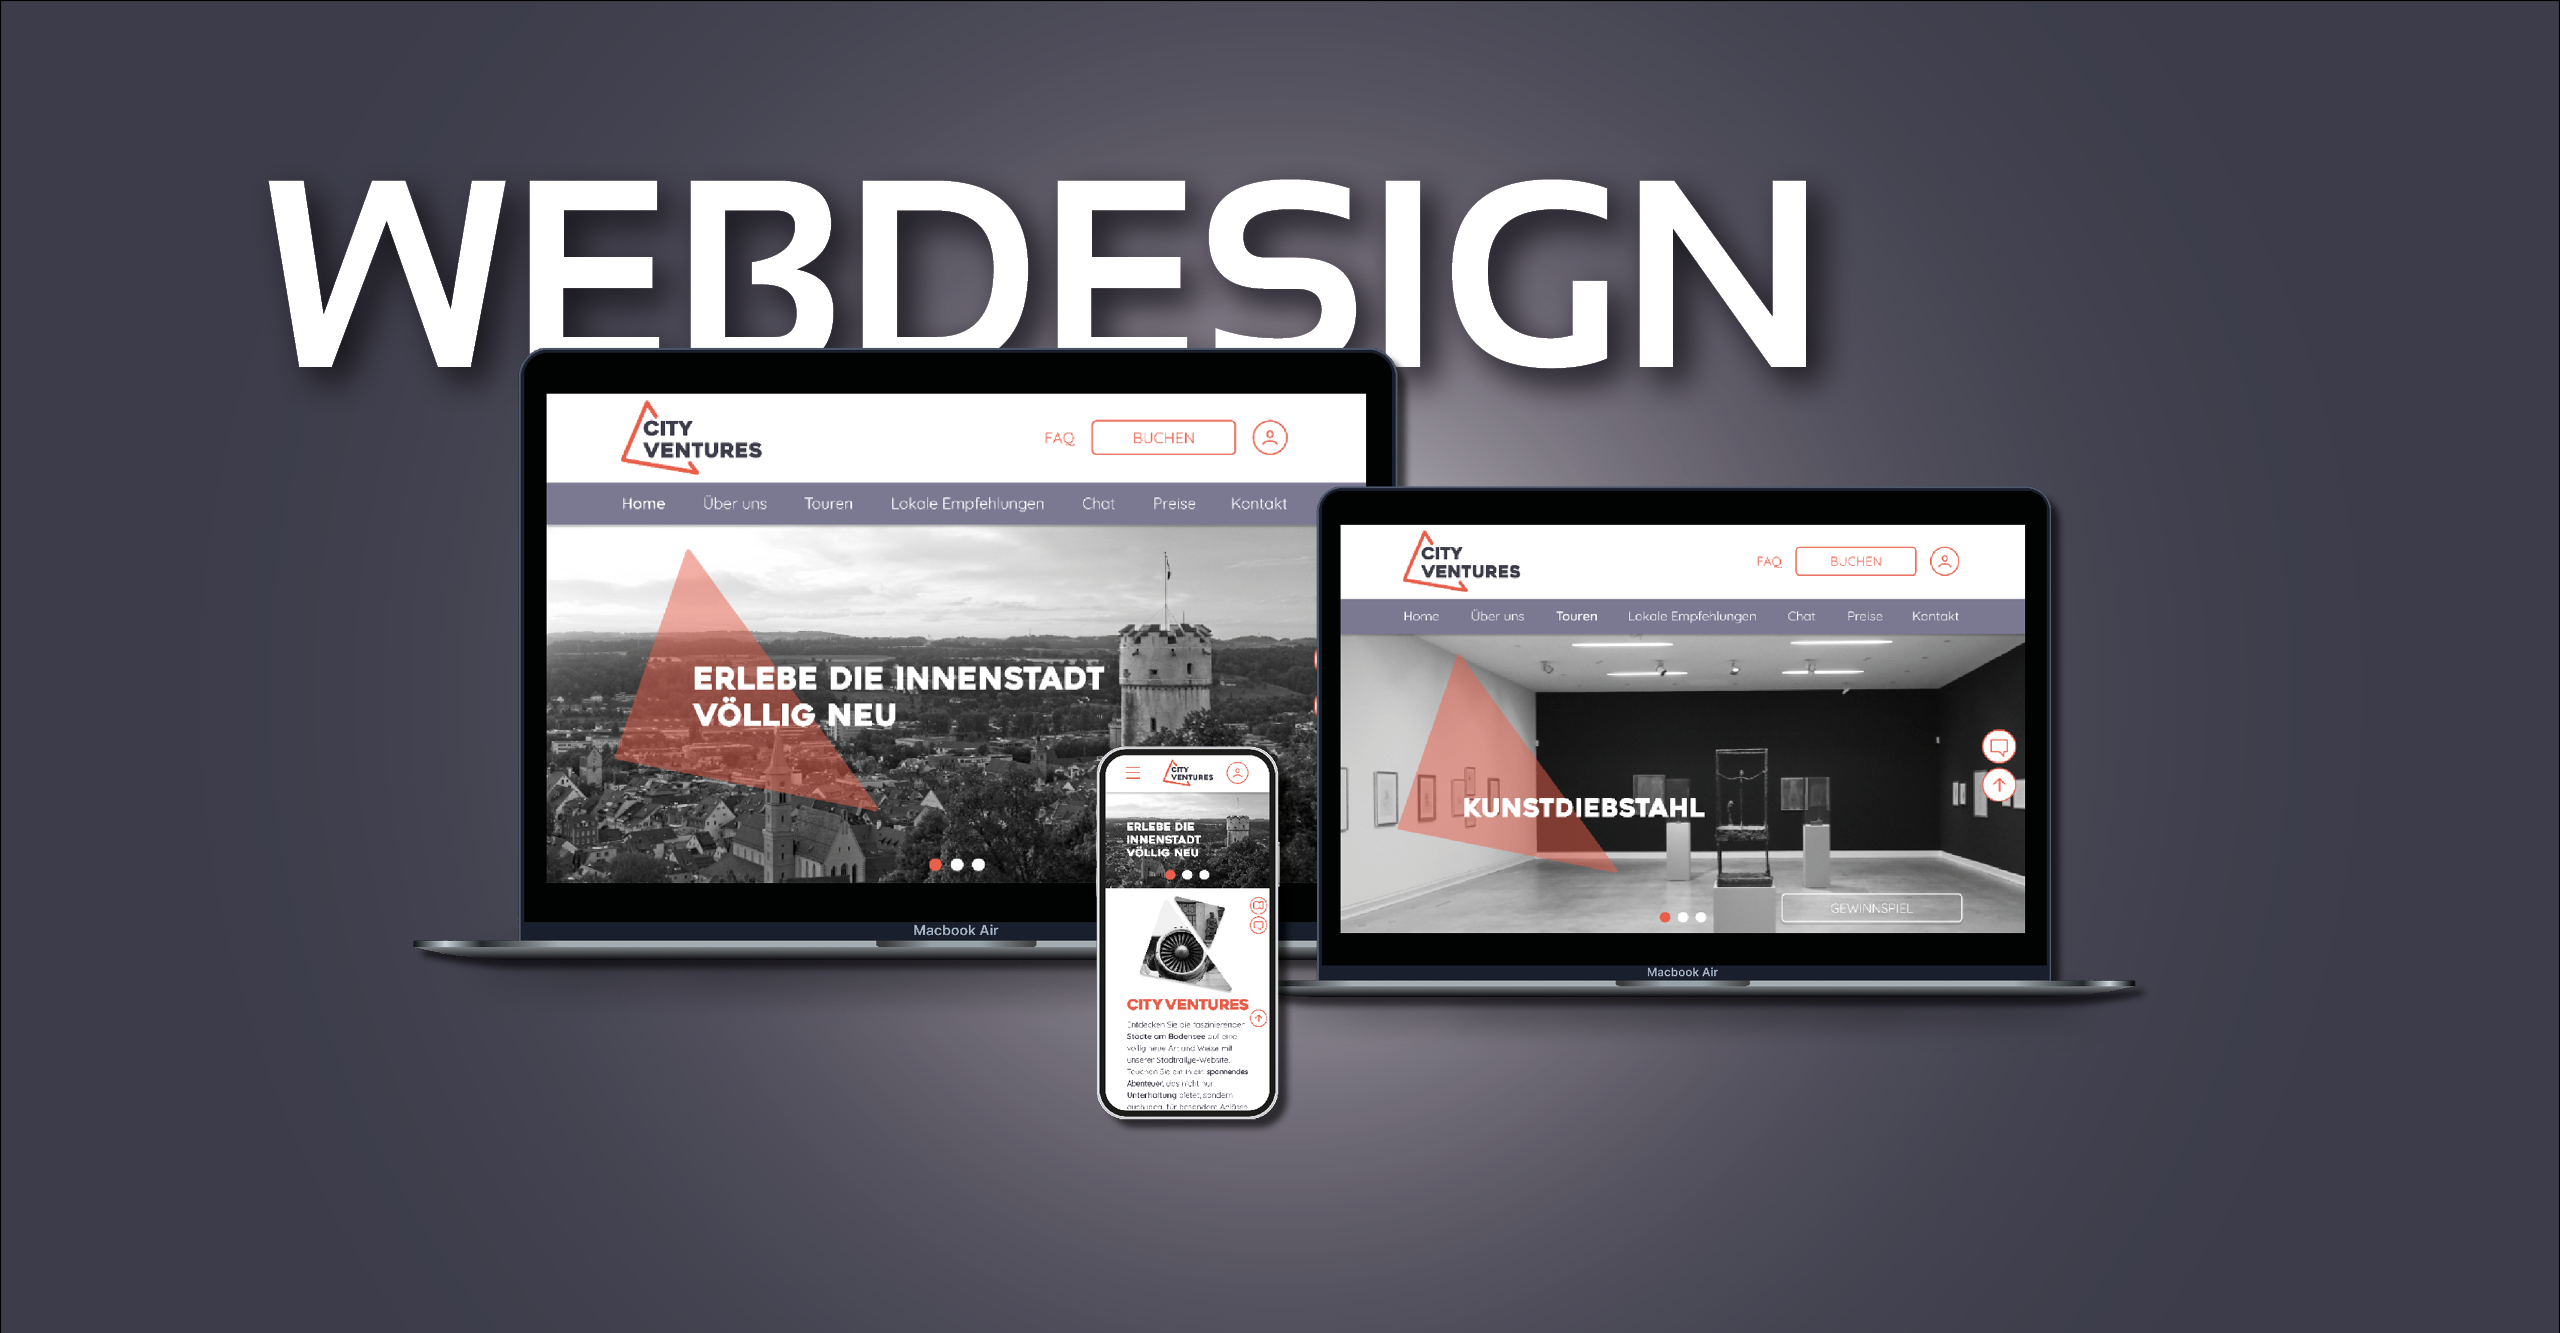 WEBDESIGN
CITY
VENTURES
FAQ
BUCHEN
Home Über uns Touren Lokale Empfehlungen Chat Preise Kontakt
ERLEBE DIE INNENSTADT
VÖLLIG NEU
Macbook Air
CITY
VENTURES
FAQ
BUCHEN
Home Über uns Touren Lokale Empfehlungen Chat Preise Kontakt
KUNSTDIEBSTAHL
GEWINNSPIEL
Macbook Air
CITY
VENTURES
ERLEBE DIE
INNENSTADT
VÖLLIG NEU
CITY VENTURES
Entdecken Sie die faszinierenden
Städte am Bodensee auf eine
völlig neue Art und Weise mit
unserer Stadtrallye-Website.
Tauchen Sie ein in ein spannendes
Abenteuer, das nicht nur
Unterhaltung bietet, sondern
für besondere Anlässe